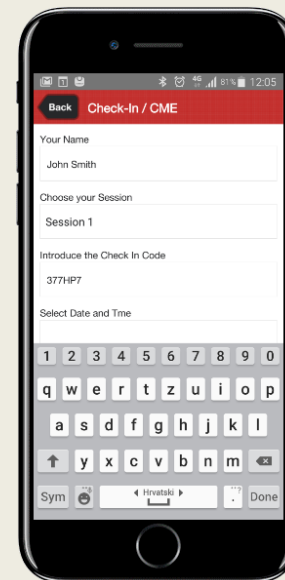 4G 81% 12:05
Back Check-In / CME
Your Name
John Smith
Choose your Session
Session 1
Introduce the Check In Code
377HP7
Select Date and Tme
1 2 3 4 5 6 7 8 9 0
q w e r t z u i o p
a s d f g h j k l
y x c v b n m
Sym Hrvatski . Done